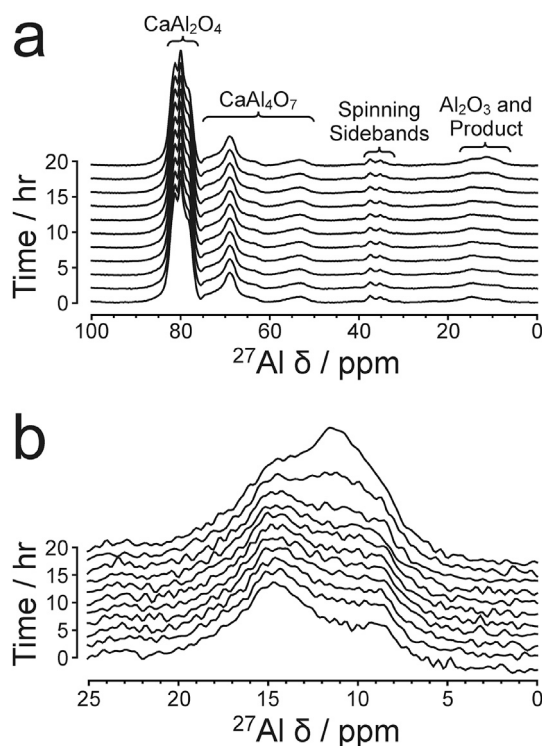 a
CaAl₂O₄
CaAl₄O₇
Spinning
Sidebands
Al₂O₃ and
Product
Time / hr
20
15
10
5
0
100
80
60
40
20
0
²⁷Al δ / ppm
b
Time / hr
20
15
10
5
0
25
20
15
10
5
0
²⁷Al δ / ppm